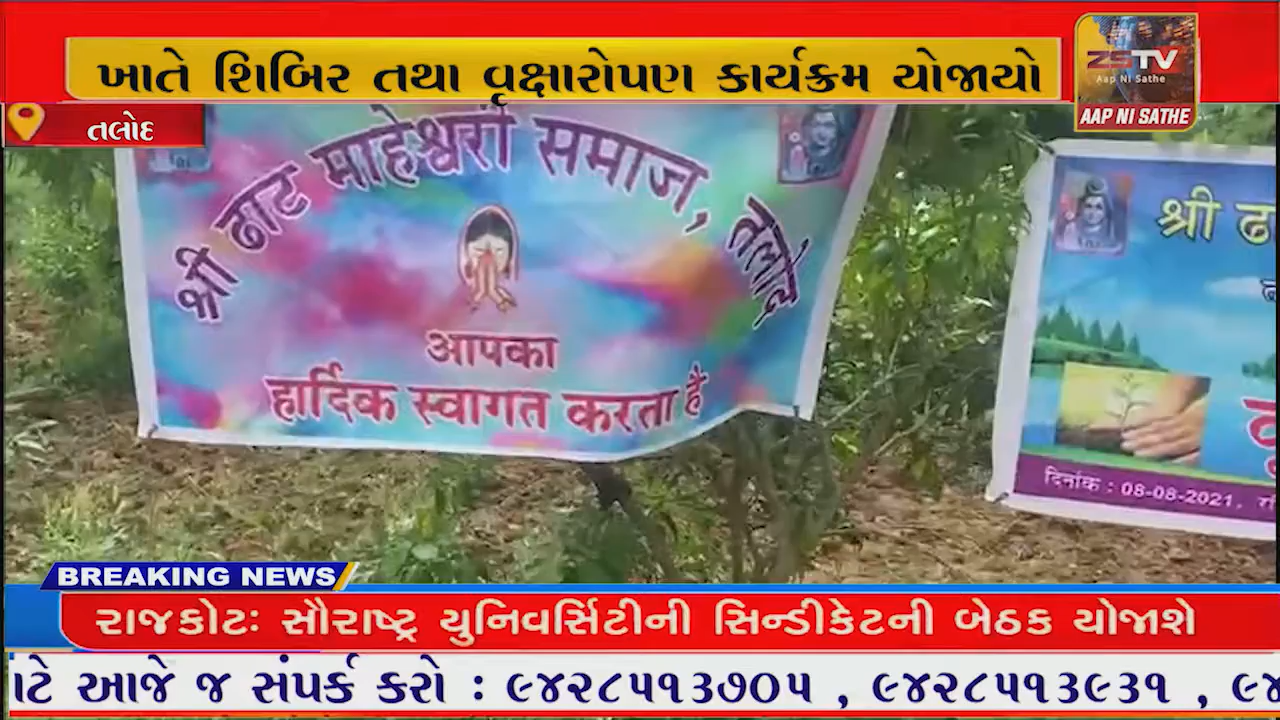 ખાતે શિબિર તથા વૃક્ષારોપણ કાર્યક્રમ યોજાયો
ZSTV
Aap Ni Sathe
AAP NI SATHE
તલોદ
श्री ढाट माहेश्वरी समाज, तलोद
आपका
हार्दिक स्वागत करता है
श्री
दिनांक : 08-08-2021,
BREAKING NEWS
રાજકોટઃ સૌરાષ્ટ્ર યુનિવર્સિટીની સિન્ડીકેટની બેઠક યોજાશે
આજે જ સંપર્ક કરો : ૯૪૨૮૫૧૩૭૦૫ , ૯૪૨૮૫૧૩૯૩૧ , ૯૪